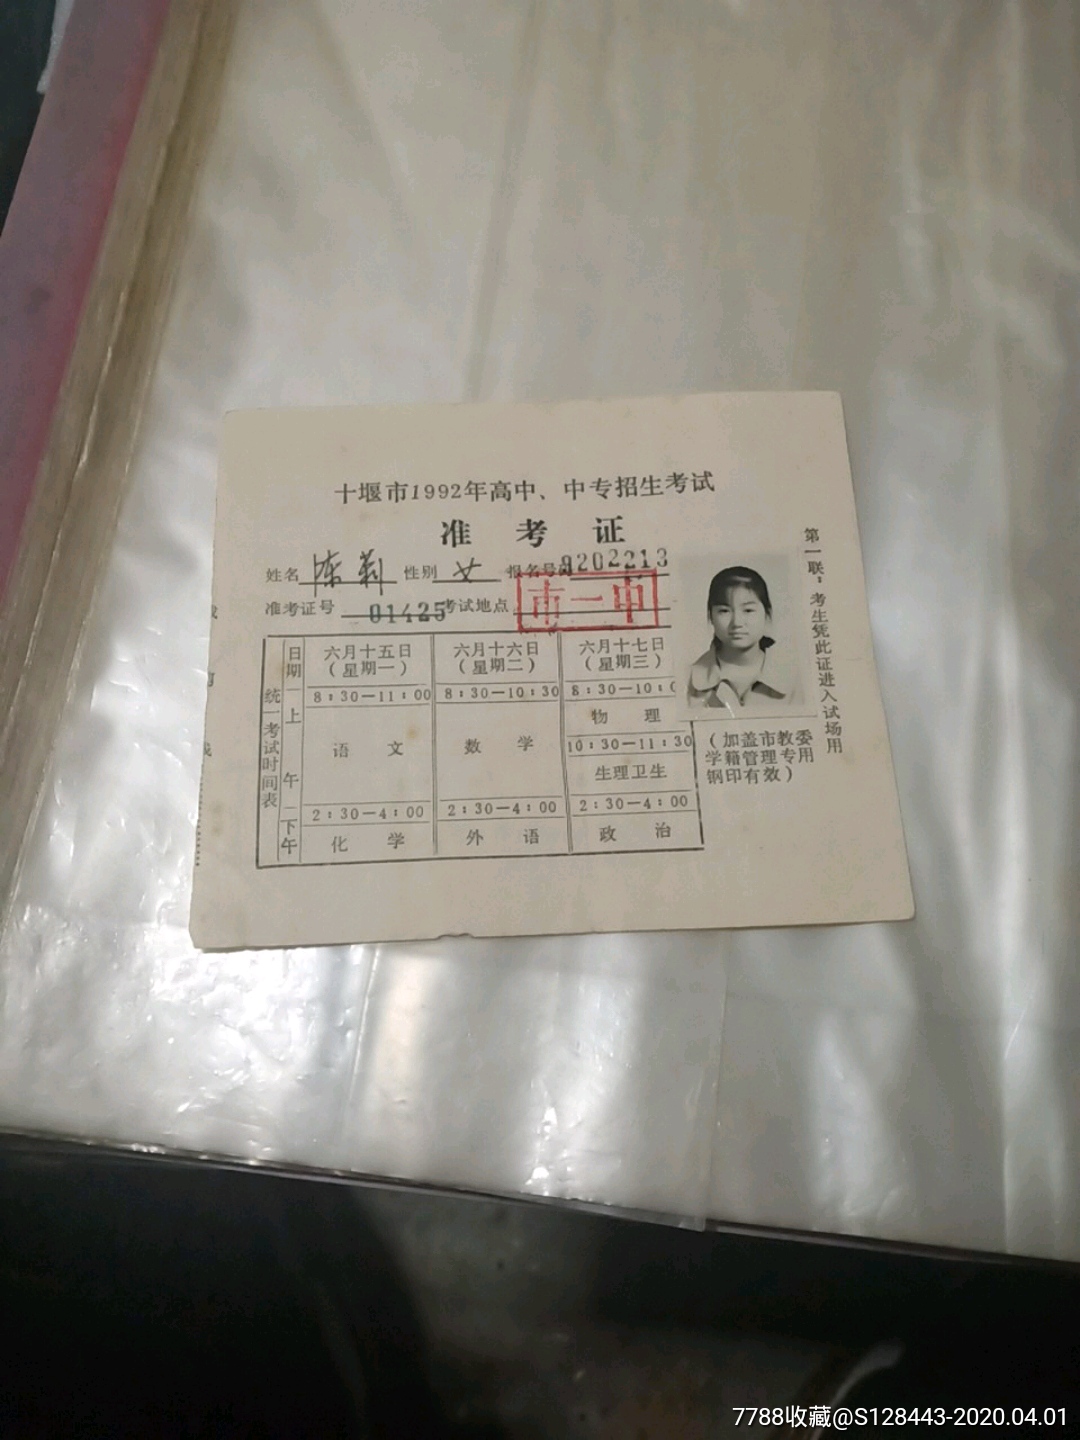 十堰市1992年高中、中专招生考试
准 考 证
姓名 陈莉 性别 女 报名号 9202213
准考证号 01425 考试地点 市一中
统一考试时间表
日期 六月十五日(星期一) 六月十六日(星期二) 六月十七日(星期三)
上午 8:30—11:00 8:30—10:30 8:30—10:0
语 文 数 学 物 理
10:30—11:30
生理卫生
下午 2:30—4:00 2:30—4:00 2:30—4:00
化 学 外 语 政 治
(加盖市教委
学籍管理专用
钢印有效)
第一联:考生凭此证进入试场用
7788收藏@S128443-2020.04.01